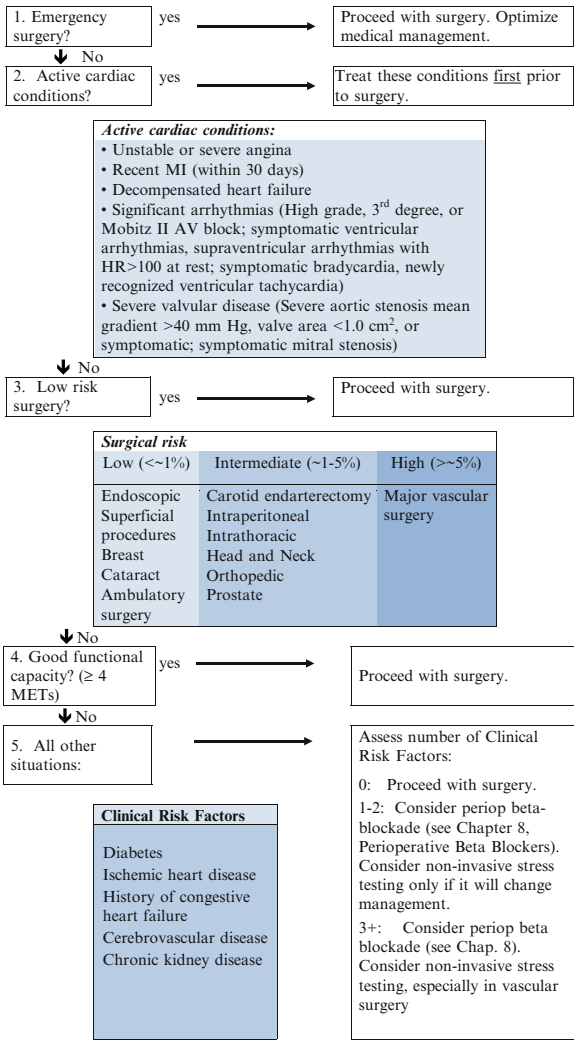 1. Emergency
surgery?
yes
Proceed with surgery. Optimize
medical management.
No
2. Active cardiac
conditions?
yes
Treat these conditions first prior
to surgery.
Active cardiac conditions:
• Unstable or severe angina
• Recent MI (within 30 days)
• Decompensated heart failure
• Significant arrhythmias (High grade, 3rd degree, or
Mobitz II AV block; symptomatic ventricular
arrhythmias, supraventricular arrhythmias with
HR>100 at rest; symptomatic bradycardia, newly
recognized ventricular tachycardia)
• Severe valvular disease (Severe aortic stenosis mean
gradient >40 mm Hg, valve area <1.0 cm², or
symptomatic; symptomatic mitral stenosis)
No
3. Low risk
surgery?
yes
Proceed with surgery.
Surgical risk
Low (<~1%) Intermediate (~1-5%) High (>~5%)
Endoscopic Carotid endarterectomy Major vascular
Superficial Intraperitoneal surgery
procedures Intrathoracic
Breast Head and Neck
Cataract Orthopedic
Ambulatory Prostate
surgery
No
4. Good functional
capacity? (≥ 4
METs)
yes
Proceed with surgery.
No
5. All other
situations:
Assess number of Clinical
Risk Factors:
0: Proceed with surgery.
1-2: Consider periop beta-
blockade (see Chapter 8,
Perioperative Beta Blockers).
Consider non-invasive stress
testing only if it will change
management.
3+: Consider periop beta
blockade (see Chap. 8).
Consider non-invasive stress
testing, especially in vascular
surgery
Clinical Risk Factors
Diabetes
Ischemic heart disease
History of congestive
heart failure
Cerebrovascular disease
Chronic kidney disease